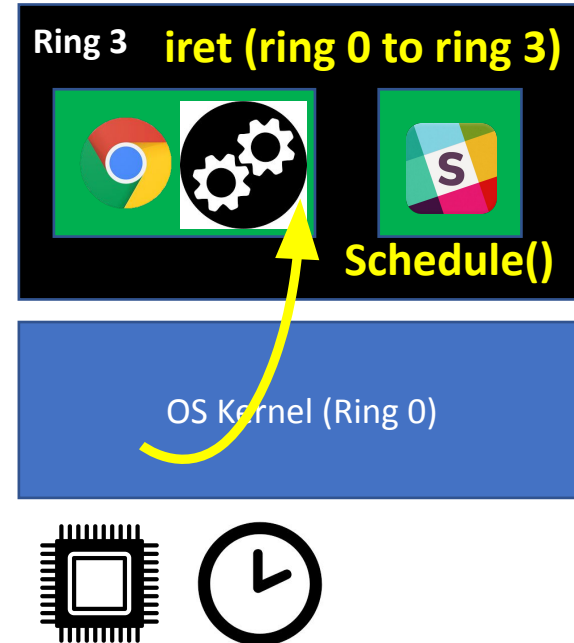 Ring 3 iret (ring 0 to ring 3)
S
Schedule()
OS Kernel (Ring 0)